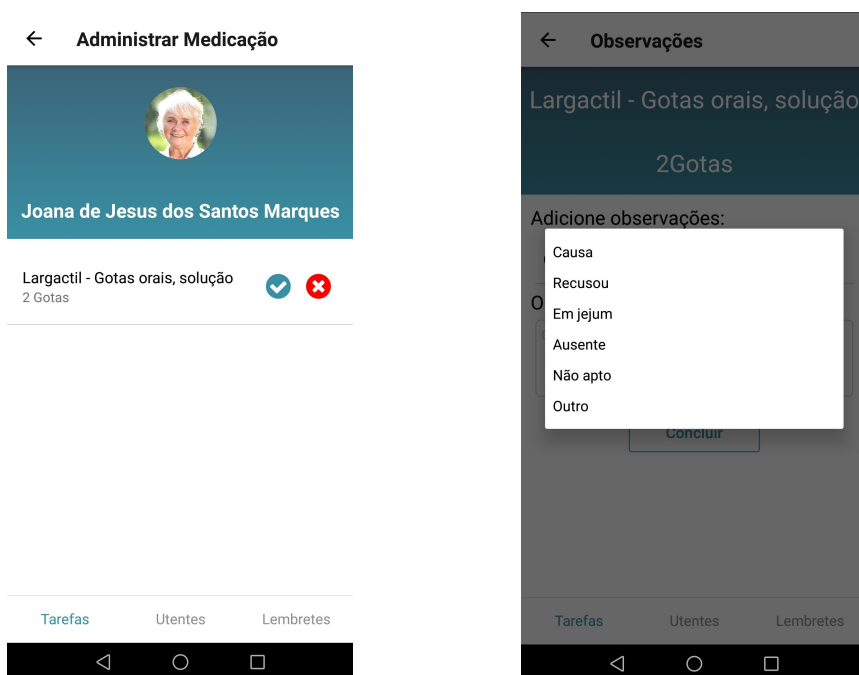 Administrar Medicação
Joana de Jesus dos Santos Marques
Largactil - Gotas orais, solução
2 Gotas
Tarefas Utentes Lembretes
Observações
Largactil - Gotas orais, solução
2Gotas
Adicione observações:
Causa
Recusou
Em jejum
Ausente
Não apto
Outro
Concluir
Tarefas Utentes Lembretes